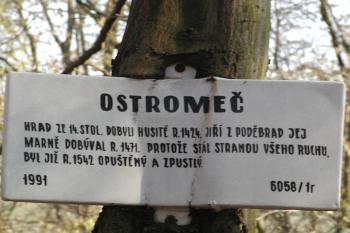 OSTROMEČ
HRAD ZE 14.STOL. DOBYLI HUSITÉ R.1424. JIŘÍ Z PODĚBRAD JEJ
MARNĚ DOBÝVAL R.1471. PROTOŽE STÁL STRANOU VŠEHO RUCHU,
BYL JIŽ R.1542 OPUŠTĚNÝ A ZPUSTLÝ.
1991 6058/1r